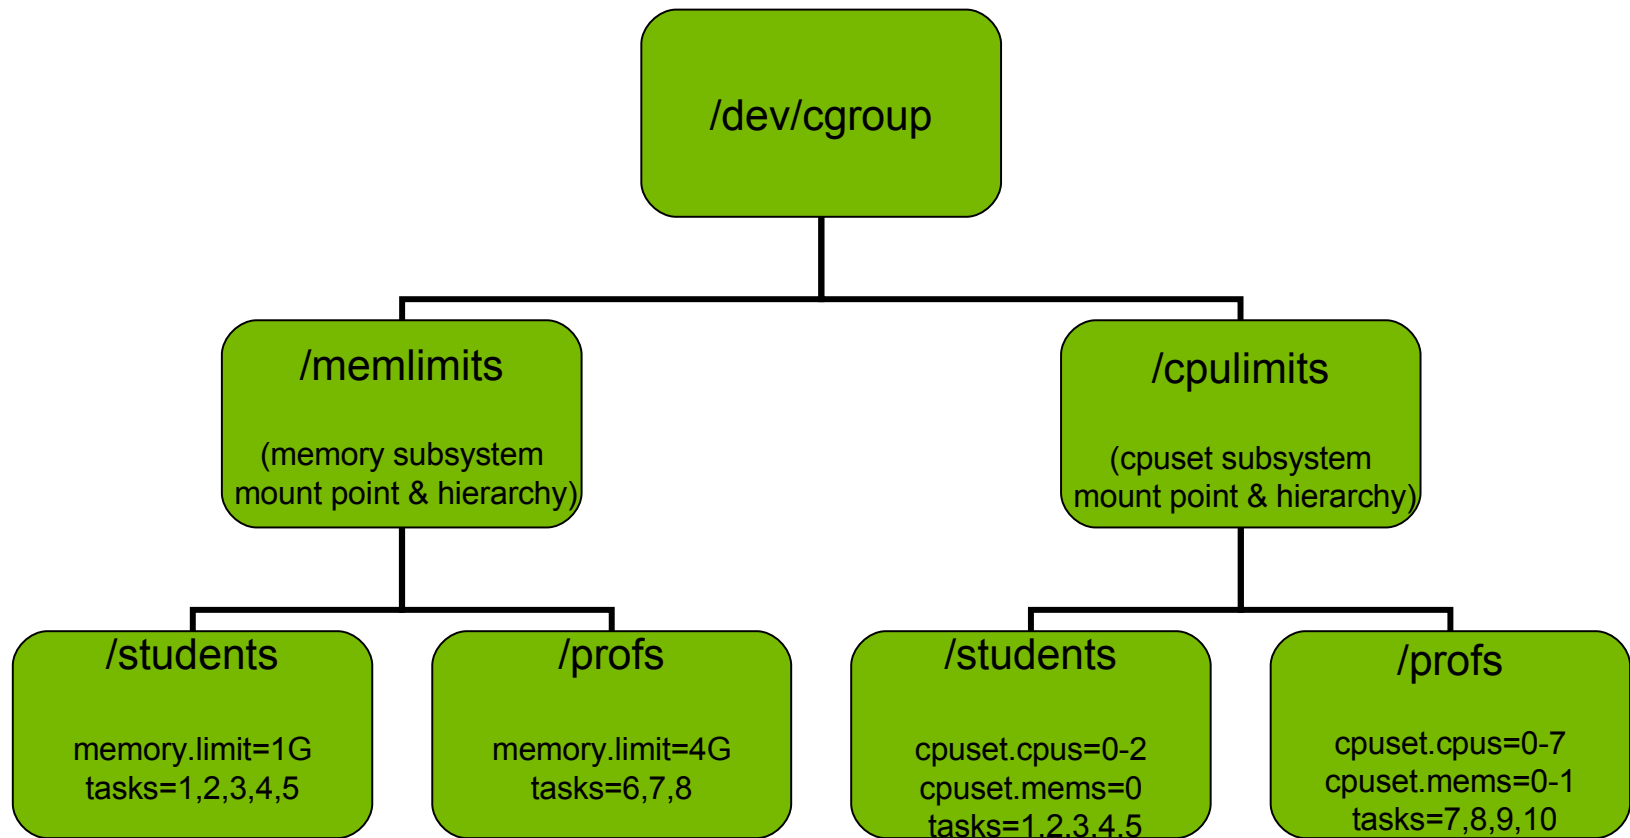 /dev/cgroup
/memlimits
(memory subsystem
mount point & hierarchy)
/cpulimits
(cpuset subsystem
mount point & hierarchy)
/students
memory.limit=1G
tasks=1,2,3,4,5
/profs
memory.limit=4G
tasks=6,7,8
/students
cpuset.cpus=0-2
cpuset.mems=0
tasks=1,2,3,4,5
/profs
cpuset.cpus=0-7
cpuset.mems=0-1
tasks=7,8,9,10